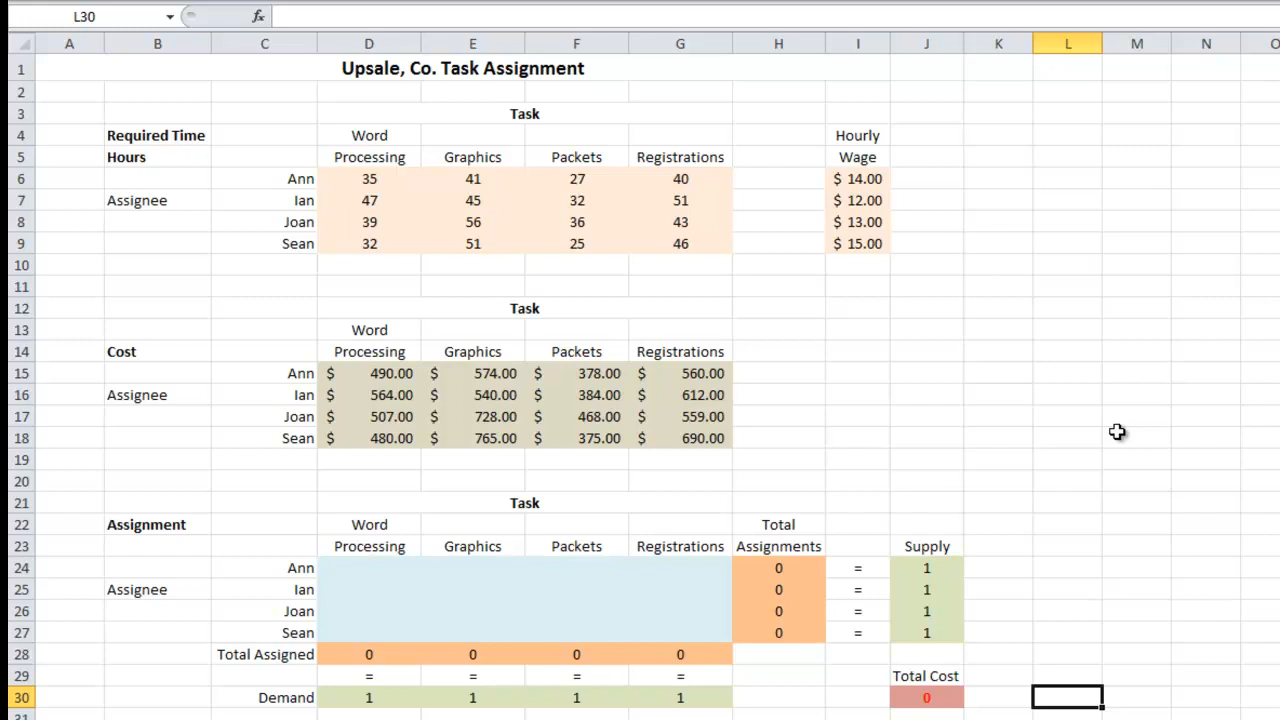 L30 fx
A B C D E F G H I J K L M N O
1 Upsale, Co. Task Assignment
2
3 Task
4 Required Time Word Hourly
5 Hours Processing Graphics Packets Registrations Wage
6 Ann 35 41 27 40 $ 14.00
7 Assignee Ian 47 45 32 51 $ 12.00
8 Joan 39 56 36 43 $ 13.00
9 Sean 32 51 25 46 $ 15.00
10
11
12 Task
13 Word
14 Cost Processing Graphics Packets Registrations
15 Ann $ 490.00 $ 574.00 $ 378.00 $ 560.00
16 Assignee Ian $ 564.00 $ 540.00 $ 384.00 $ 612.00
17 Joan $ 507.00 $ 728.00 $ 468.00 $ 559.00
18 Sean $ 480.00 $ 765.00 $ 375.00 $ 690.00
19
20
21 Task
22 Assignment Word Total
23 Processing Graphics Packets Registrations Assignments Supply
24 Ann 0 = 1
25 Assignee Ian 0 = 1
26 Joan 0 = 1
27 Sean 0 = 1
28 Total Assigned 0 0 0 0
29 = = = = Total Cost
30 Demand 1 1 1 1 0
31